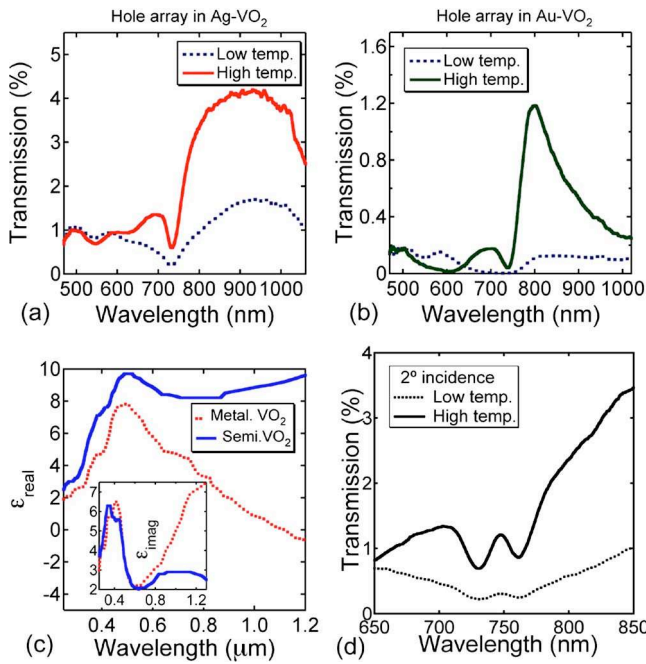 Hole array in Ag-VO2
Low temp.
High temp.
Transmission (%)
5
4
3
2
1
0
500 600 700 800 900 1000
Wavelength (nm)
(a)
Hole array in Au-VO2
Low temp.
High temp.
Transmission (%)
1.6
1.2
0.8
0.4
0
500 600 700 800 900 1000
Wavelength (nm)
(b)
10
8
6
4
2
0
-2
-4
εreal
Metal. VO2
Semi.VO2
7
6
5
4
3
2
εimag
0.4 0.8 1.2
0.4 0.6 0.8 1.0 1.2
Wavelength (μm)
(c)
2º incidence
Low temp.
High temp.
Transmission (%)
4
3
2
1
0
650 700 750 800 850
Wavelength (nm)
(d)